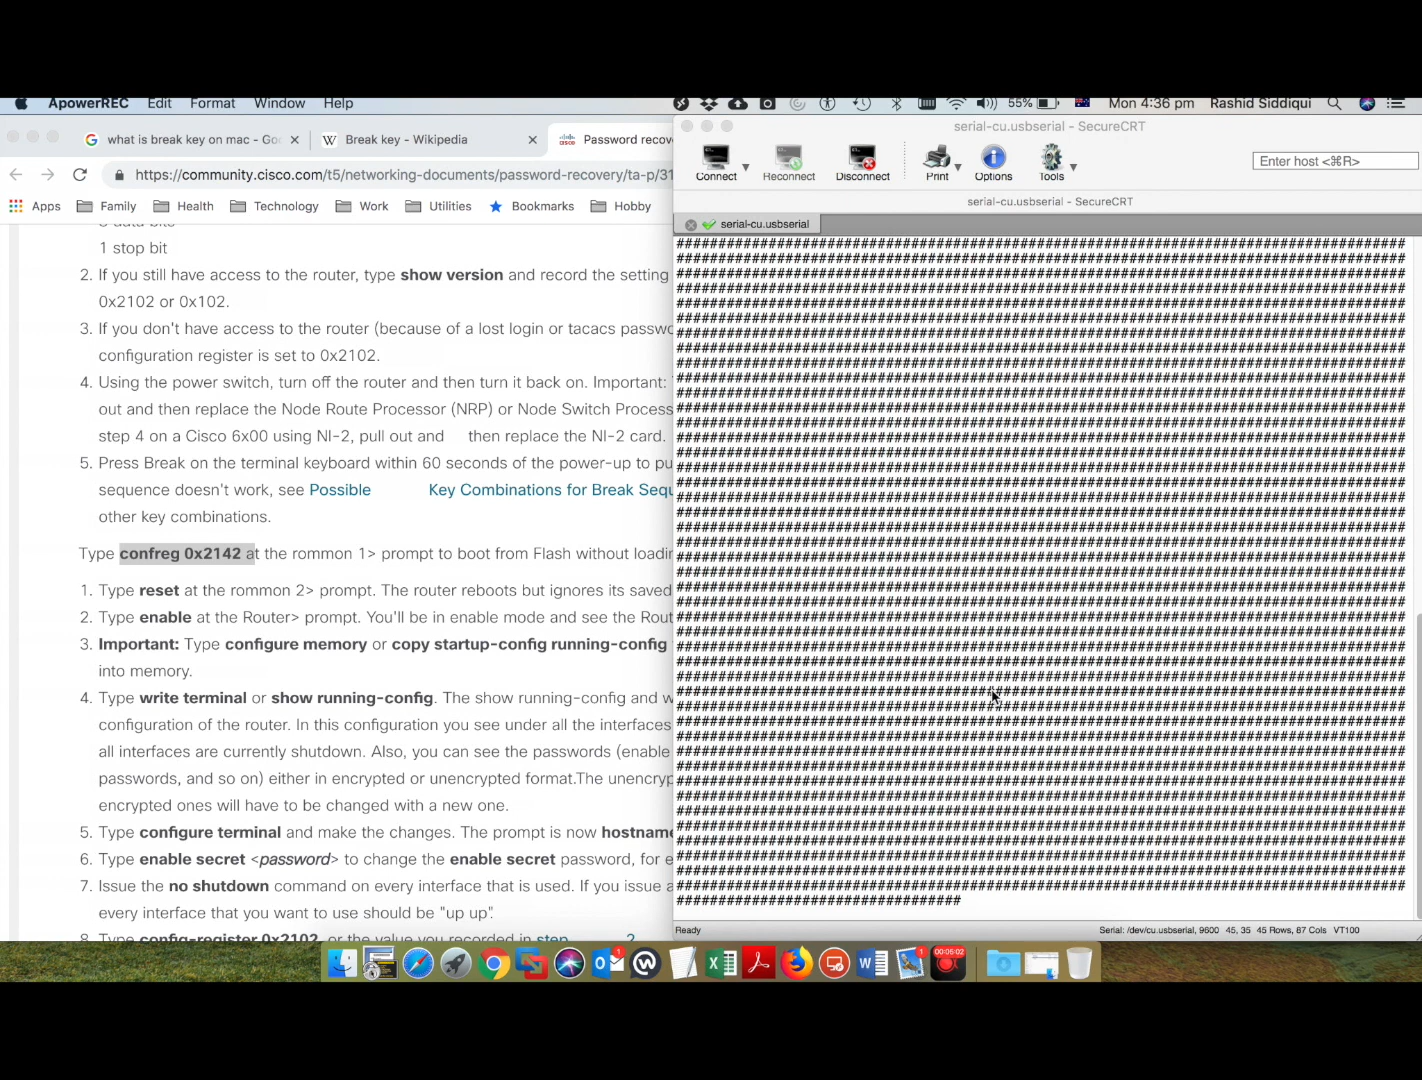 ApowerREC Edit Format Window Help
55% Mon 4:36 pm Rashid Siddiqui
what is break key on mac - Goo
Break key - Wikipedia
Password recov
https://community.cisco.com/t5/networking-documents/password-recovery/ta-p/31
Apps Family Health Technology Work Utilities Bookmarks Hobby
1 stop bit
2. If you still have access to the router, type show version and record the setting
0x2102 or 0x102.
3. If you don't have access to the router (because of a lost login or tacacs passwo
configuration register is set to 0x2102.
4. Using the power switch, turn off the router and then turn it back on. Important:
out and then replace the Node Route Processor (NRP) or Node Switch Process
step 4 on a Cisco 6x00 using NI-2, pull out and then replace the NI-2 card.
5. Press Break on the terminal keyboard within 60 seconds of the power-up to pu
sequence doesn't work, see Possible Key Combinations for Break Sequ
other key combinations.
Type confreg 0x2142 at the rommon 1> prompt to boot from Flash without loadin
1. Type reset at the rommon 2> prompt. The router reboots but ignores its saved
2. Type enable at the Router> prompt. You'll be in enable mode and see the Rout
3. Important: Type configure memory or copy startup-config running-config
into memory.
4. Type write terminal or show running-config. The show running-config and w
configuration of the router. In this configuration you see under all the interfaces
all interfaces are currently shutdown. Also, you can see the passwords (enable
passwords, and so on) either in encrypted or unencrypted format.The unencryp
encrypted ones will have to be changed with a new one.
5. Type configure terminal and make the changes. The prompt is now hostname
6. Type enable secret <password> to change the enable secret password, for e
7. Issue the no shutdown command on every interface that is used. If you issue a
every interface that you want to use should be "up up".
8. Type config-register 0x2102, or the value you recorded in step 2
serial-cu.usbserial - SecureCRT
Connect Reconnect Disconnect Print Options Tools
Enter host <⌘R>
serial-cu.usbserial - SecureCRT
serial-cu.usbserial
Ready
Serial: /dev/cu.usbserial, 9600 45, 35 45 Rows, 87 Cols VT100
00:05:02